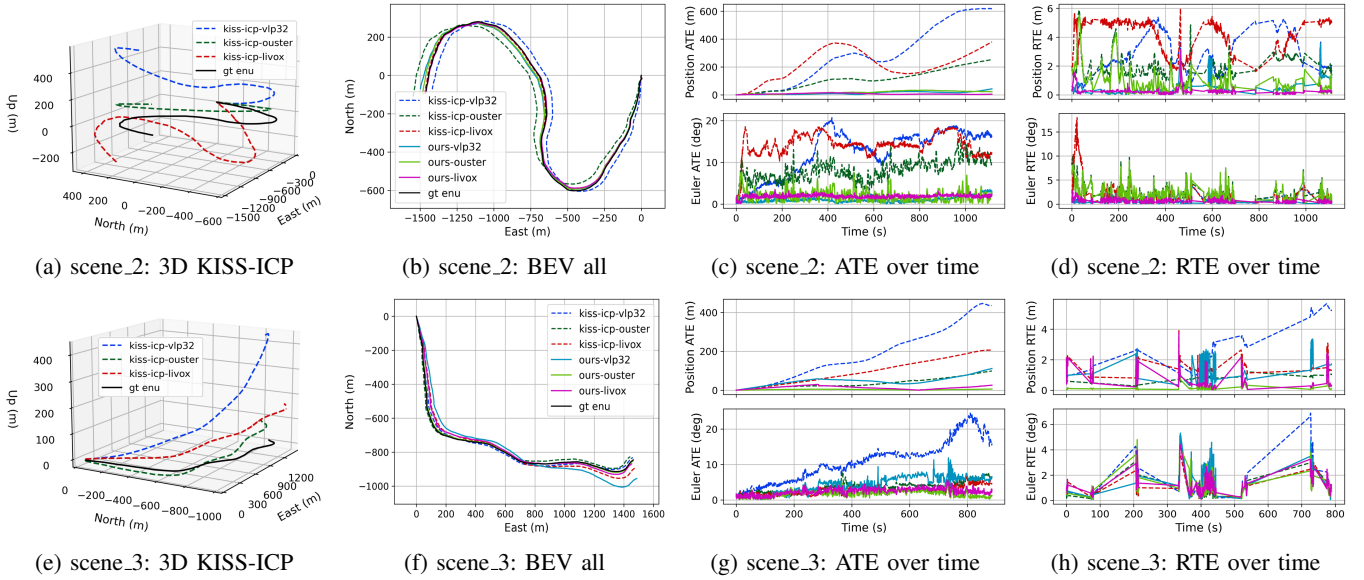 kiss-icp-vlp32
kiss-icp-ouster
kiss-icp-livox
gt enu
400
200
0
−200
Up (m)
400
200
0
−200
−400
−600
North (m)
0
−300
−600
−900
−1200
−1500
East (m)
(a) scene_2: 3D KISS-ICP
200
0
−200
−400
−600
North (m)
kiss-icp-vlp32
kiss-icp-ouster
kiss-icp-livox
ours-vlp32
ours-ouster
ours-livox
gt enu
−1500 −1250 −1000 −750 −500 −250 0
East (m)
(b) scene_2: BEV all
600
400
200
0
Position ATE (m)
20
10
0
Euler ATE (deg)
0 200 400 600 800 1000
Time (s)
(c) scene_2: ATE over time
6
4
2
0
Position RTE (m)
15
10
5
0
Euler RTE (deg)
0 200 400 600 800 1000
Time (s)
(d) scene_2: RTE over time
kiss-icp-vlp32
kiss-icp-ouster
kiss-icp-livox
gt enu
400
300
200
100
0
Up (m)
0
−200
−400
−600
−800
−1000
North (m)
0
300
600
900
1200
East (m)
(e) scene_3: 3D KISS-ICP
0
−200
−400
−600
−800
−1000
North (m)
kiss-icp-vlp32
kiss-icp-ouster
kiss-icp-livox
ours-vlp32
ours-ouster
ours-livox
gt enu
0 200 400 600 800 1000 1200 1400 1600
East (m)
(f) scene_3: BEV all
400
200
0
Position ATE (m)
20
10
0
Euler ATE (deg)
0 200 400 600 800
Time (s)
(g) scene_3: ATE over time
4
2
0
Position RTE (m)
6
4
2
0
Euler RTE (deg)
0 100 200 300 400 500 600 700 800
Time (s)
(h) scene_3: RTE over time